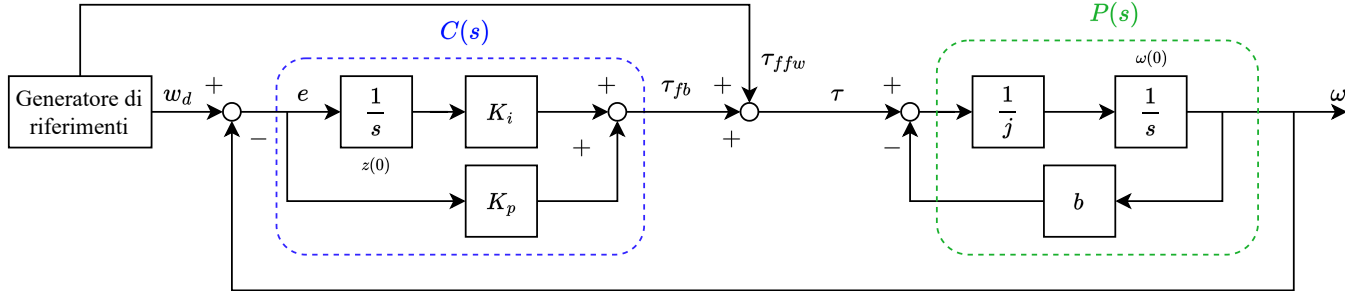 C(s)
P(s)
τ_ffw
ω(0)
Generatore di
riferimenti
w_d
+
−
e
1
s
z(0)
K_i
+
+
τ_fb
+
+
τ
+
−
1
j
1
s
ω
K_p
b